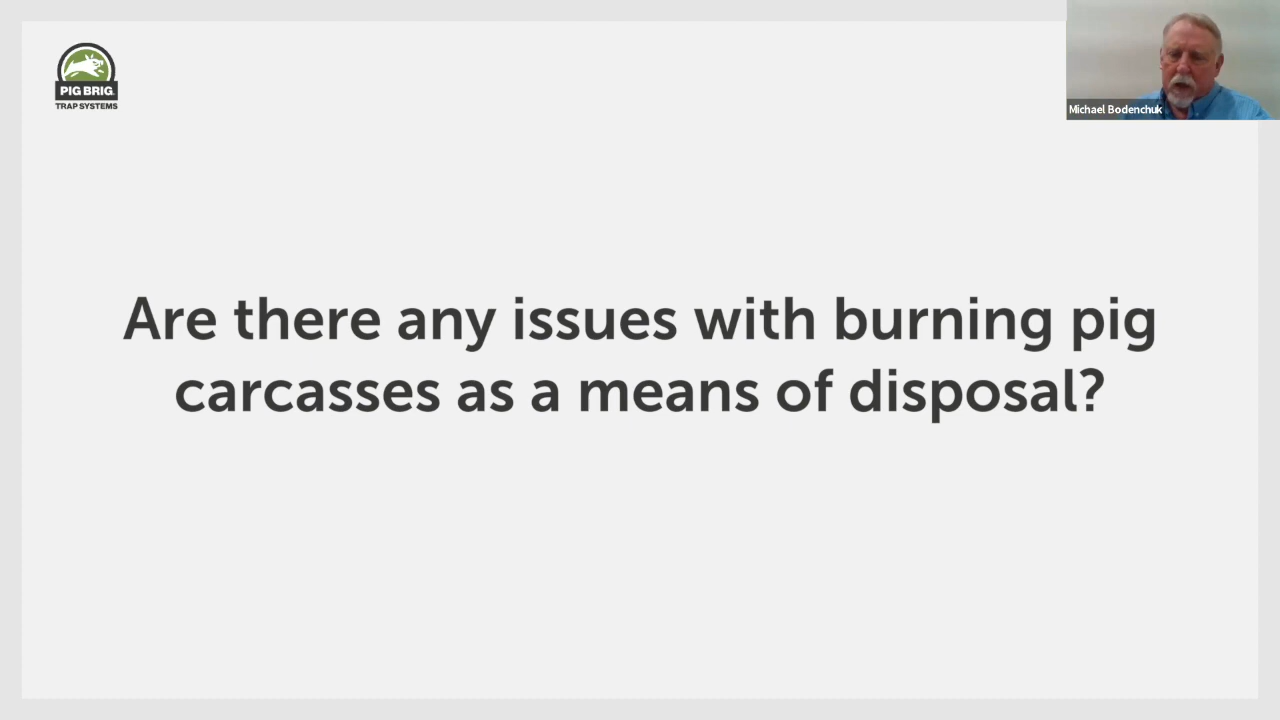 PIG BRIG
TRAP SYSTEMS
Michael Bodenchuk
Are there any issues with burning pig
carcasses as a means of disposal?